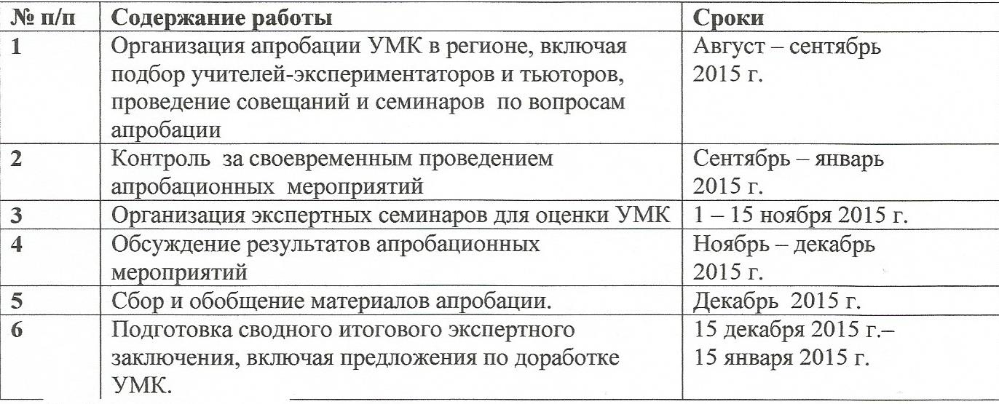 № п/п Содержание работы Сроки
1 Организация апробации УМК в регионе, включая Август – сентябрь
подбор учителей-экспериментаторов и тьюторов, 2015 г.
проведение совещаний и семинаров по вопросам
апробации
2 Контроль за своевременным проведением Сентябрь – январь
апробационных мероприятий 2015 г.
3 Организация экспертных семинаров для оценки УМК 1 – 15 ноября 2015 г.
4 Обсуждение результатов апробационных Ноябрь – декабрь
мероприятий 2015 г.
5 Сбор и обобщение материалов апробации. Декабрь 2015 г.
6 Подготовка сводного итогового экспертного 15 декабря 2015 г.–
заключения, включая предложения по доработке 15 января 2015 г.
УМК.